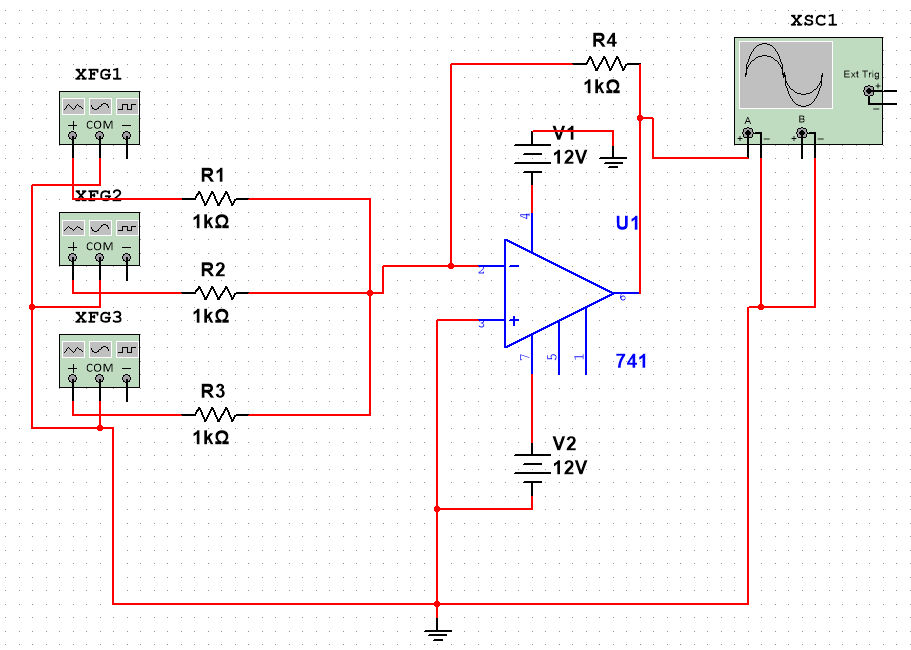 XSC1
R4
1kΩ
Ext Trig
+
−
A
B
+ − + −
XFG1
+ COM −
V1
12V
R1
1kΩ
XFG2
+ COM −
4
U1
R2
1kΩ
2
−
6
XFG3
+ COM −
3
+
7
5
1
741
R3
1kΩ
V2
12V